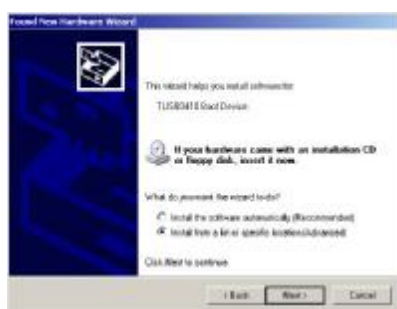 Found New Hardware Wizard
This wizard helps you install software for:
TUSB3410 Boot Device
If your hardware came with an installation CD
or floppy disk, insert it now.
What do you want the wizard to do?
Install the software automatically (Recommended)
Install from a list or specific location (Advanced)
Click Next to continue.
< Back
Next >
Cancel